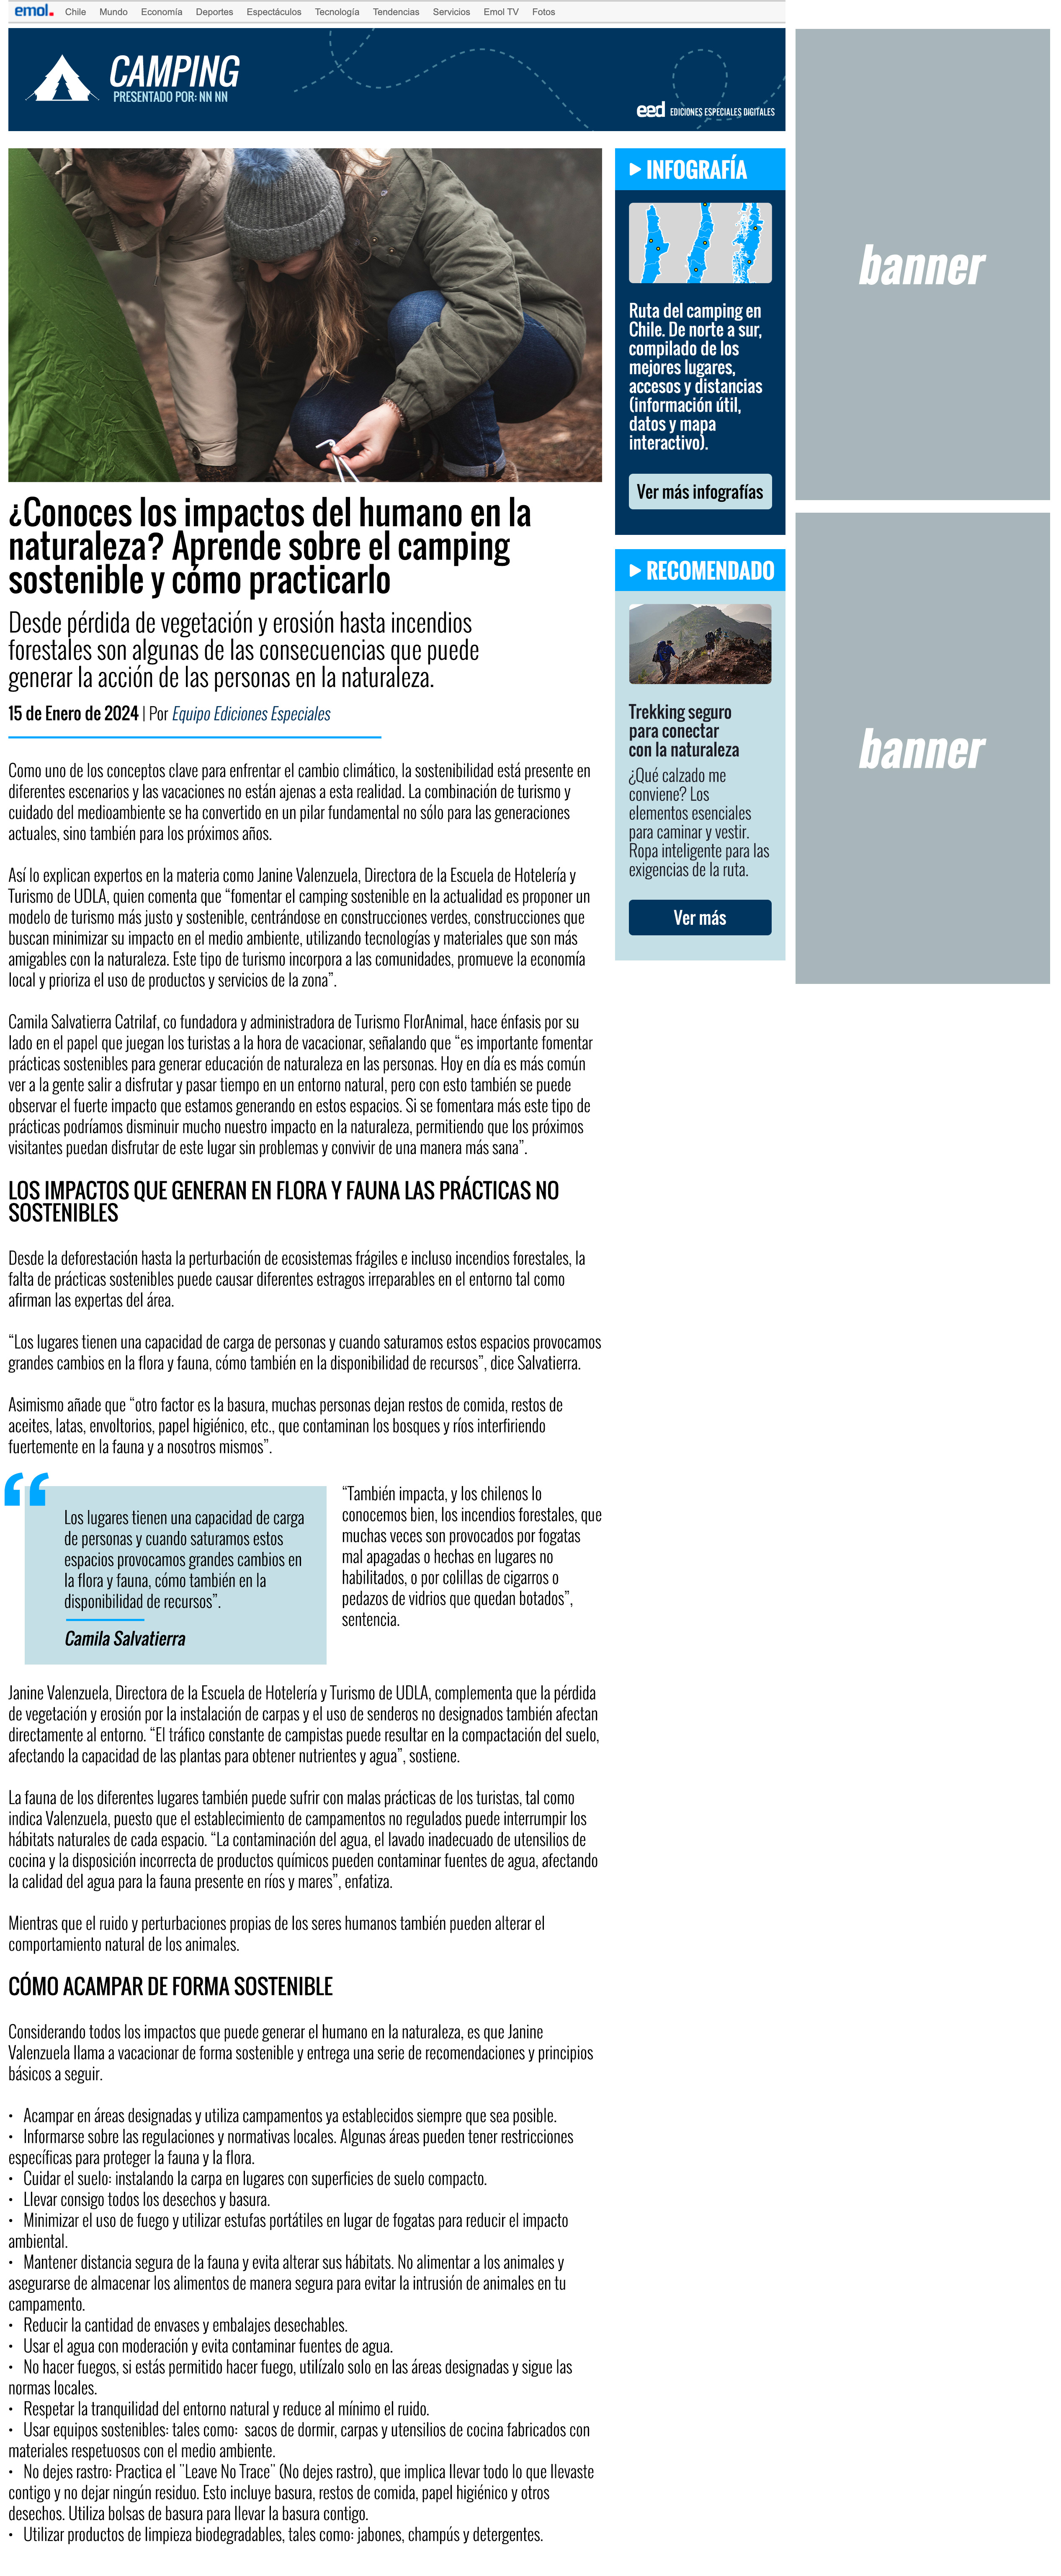 emol. Chile Mundo Economía Deportes Espectáculos Tecnología Tendencias Servicios Emol TV Fotos
CAMPING
PRESENTADO POR: NN NN
eed EDICIONES ESPECIALES DIGITALES
¿Conoces los impactos del humano en la
naturaleza? Aprende sobre el camping
sostenible y cómo practicarlo
Desde pérdida de vegetación y erosión hasta incendios
forestales son algunas de las consecuencias que puede
generar la acción de las personas en la naturaleza.
15 de Enero de 2024 | Por Equipo Ediciones Especiales
Como uno de los conceptos clave para enfrentar el cambio climático, la sostenibilidad está presente en
diferentes escenarios y las vacaciones no están ajenas a esta realidad. La combinación de turismo y
cuidado del medioambiente se ha convertido en un pilar fundamental no sólo para las generaciones
actuales, sino también para los próximos años.
Así lo explican expertos en la materia como Janine Valenzuela, Directora de la Escuela de Hotelería y
Turismo de UDLA, quien comenta que “fomentar el camping sostenible en la actualidad es proponer un
modelo de turismo más justo y sostenible, centrándose en construcciones verdes, construcciones que
buscan minimizar su impacto en el medio ambiente, utilizando tecnologías y materiales que son más
amigables con la naturaleza. Este tipo de turismo incorpora a las comunidades, promueve la economía
local y prioriza el uso de productos y servicios de la zona”.
Camila Salvatierra Catrilaf, co fundadora y administradora de Turismo FlorAnimal, hace énfasis por su
lado en el papel que juegan los turistas a la hora de vacacionar, señalando que “es importante fomentar
prácticas sostenibles para generar educación de naturaleza en las personas. Hoy en día es más común
ver a la gente salir a disfrutar y pasar tiempo en un entorno natural, pero con esto también se puede
observar el fuerte impacto que estamos generando en estos espacios. Si se fomentara más este tipo de
prácticas podríamos disminuir mucho nuestro impacto en la naturaleza, permitiendo que los próximos
visitantes puedan disfrutar de este lugar sin problemas y convivir de una manera más sana”.
LOS IMPACTOS QUE GENERAN EN FLORA Y FAUNA LAS PRÁCTICAS NO
SOSTENIBLES
Desde la deforestación hasta la perturbación de ecosistemas frágiles e incluso incendios forestales, la
falta de prácticas sostenibles puede causar diferentes estragos irreparables en el entorno tal como
afirman las expertas del área.
“Los lugares tienen una capacidad de carga de personas y cuando saturamos estos espacios provocamos
grandes cambios en la flora y fauna, cómo también en la disponibilidad de recursos”, dice Salvatierra.
Asimismo añade que “otro factor es la basura, muchas personas dejan restos de comida, restos de
aceites, latas, envoltorios, papel higiénico, etc., que contaminan los bosques y ríos interfiriendo
fuertemente en la fauna y a nosotros mismos”.
“
Los lugares tienen una capacidad de carga
de personas y cuando saturamos estos
espacios provocamos grandes cambios en
la flora y fauna, cómo también en la
disponibilidad de recursos”.
Camila Salvatierra
“También impacta, y los chilenos lo
conocemos bien, los incendios forestales, que
muchas veces son provocados por fogatas
mal apagadas o hechas en lugares no
habilitados, o por colillas de cigarros o
pedazos de vidrios que quedan botados”,
sentencia.
Janine Valenzuela, Directora de la Escuela de Hotelería y Turismo de UDLA, complementa que la pérdida
de vegetación y erosión por la instalación de carpas y el uso de senderos no designados también afectan
directamente al entorno. “El tráfico constante de campistas puede resultar en la compactación del suelo,
afectando la capacidad de las plantas para obtener nutrientes y agua”, sostiene.
La fauna de los diferentes lugares también puede sufrir con malas prácticas de los turistas, tal como
indica Valenzuela, puesto que el establecimiento de campamentos no regulados puede interrumpir los
hábitats naturales de cada espacio. “La contaminación del agua, el lavado inadecuado de utensilios de
cocina y la disposición incorrecta de productos químicos pueden contaminar fuentes de agua, afectando
la calidad del agua para la fauna presente en ríos y mares”, enfatiza.
Mientras que el ruido y perturbaciones propias de los seres humanos también pueden alterar el
comportamiento natural de los animales.
CÓMO ACAMPAR DE FORMA SOSTENIBLE
Considerando todos los impactos que puede generar el humano en la naturaleza, es que Janine
Valenzuela llama a vacacionar de forma sostenible y entrega una serie de recomendaciones y principios
básicos a seguir.
• Acampar en áreas designadas y utiliza campamentos ya establecidos siempre que sea posible.
• Informarse sobre las regulaciones y normativas locales. Algunas áreas pueden tener restricciones
específicas para proteger la fauna y la flora.
• Cuidar el suelo: instalando la carpa en lugares con superficies de suelo compacto.
• Llevar consigo todos los desechos y basura.
• Minimizar el uso de fuego y utilizar estufas portátiles en lugar de fogatas para reducir el impacto
ambiental.
• Mantener distancia segura de la fauna y evita alterar sus hábitats. No alimentar a los animales y
asegurarse de almacenar los alimentos de manera segura para evitar la intrusión de animales en tu
campamento.
• Reducir la cantidad de envases y embalajes desechables.
• Usar el agua con moderación y evita contaminar fuentes de agua.
• No hacer fuegos, si estás permitido hacer fuego, utilízalo solo en las áreas designadas y sigue las
normas locales.
• Respetar la tranquilidad del entorno natural y reduce al mínimo el ruido.
• Usar equipos sostenibles: tales como: sacos de dormir, carpas y utensilios de cocina fabricados con
materiales respetuosos con el medio ambiente.
• No dejes rastro: Practica el "Leave No Trace" (No dejes rastro), que implica llevar todo lo que llevaste
contigo y no dejar ningún residuo. Esto incluye basura, restos de comida, papel higiénico y otros
desechos. Utiliza bolsas de basura para llevar la basura contigo.
• Utilizar productos de limpieza biodegradables, tales como: jabones, champús y detergentes.
INFOGRAFÍA
Ruta del camping en
Chile. De norte a sur,
compilado de los
mejores lugares,
accesos y distancias
(información útil,
datos y mapa
interactivo).
Ver más infografías
RECOMENDADO
Trekking seguro
para conectar
con la naturaleza
¿Qué calzado me
conviene? Los
elementos esenciales
para caminar y vestir.
Ropa inteligente para las
exigencias de la ruta.
Ver más
banner
banner